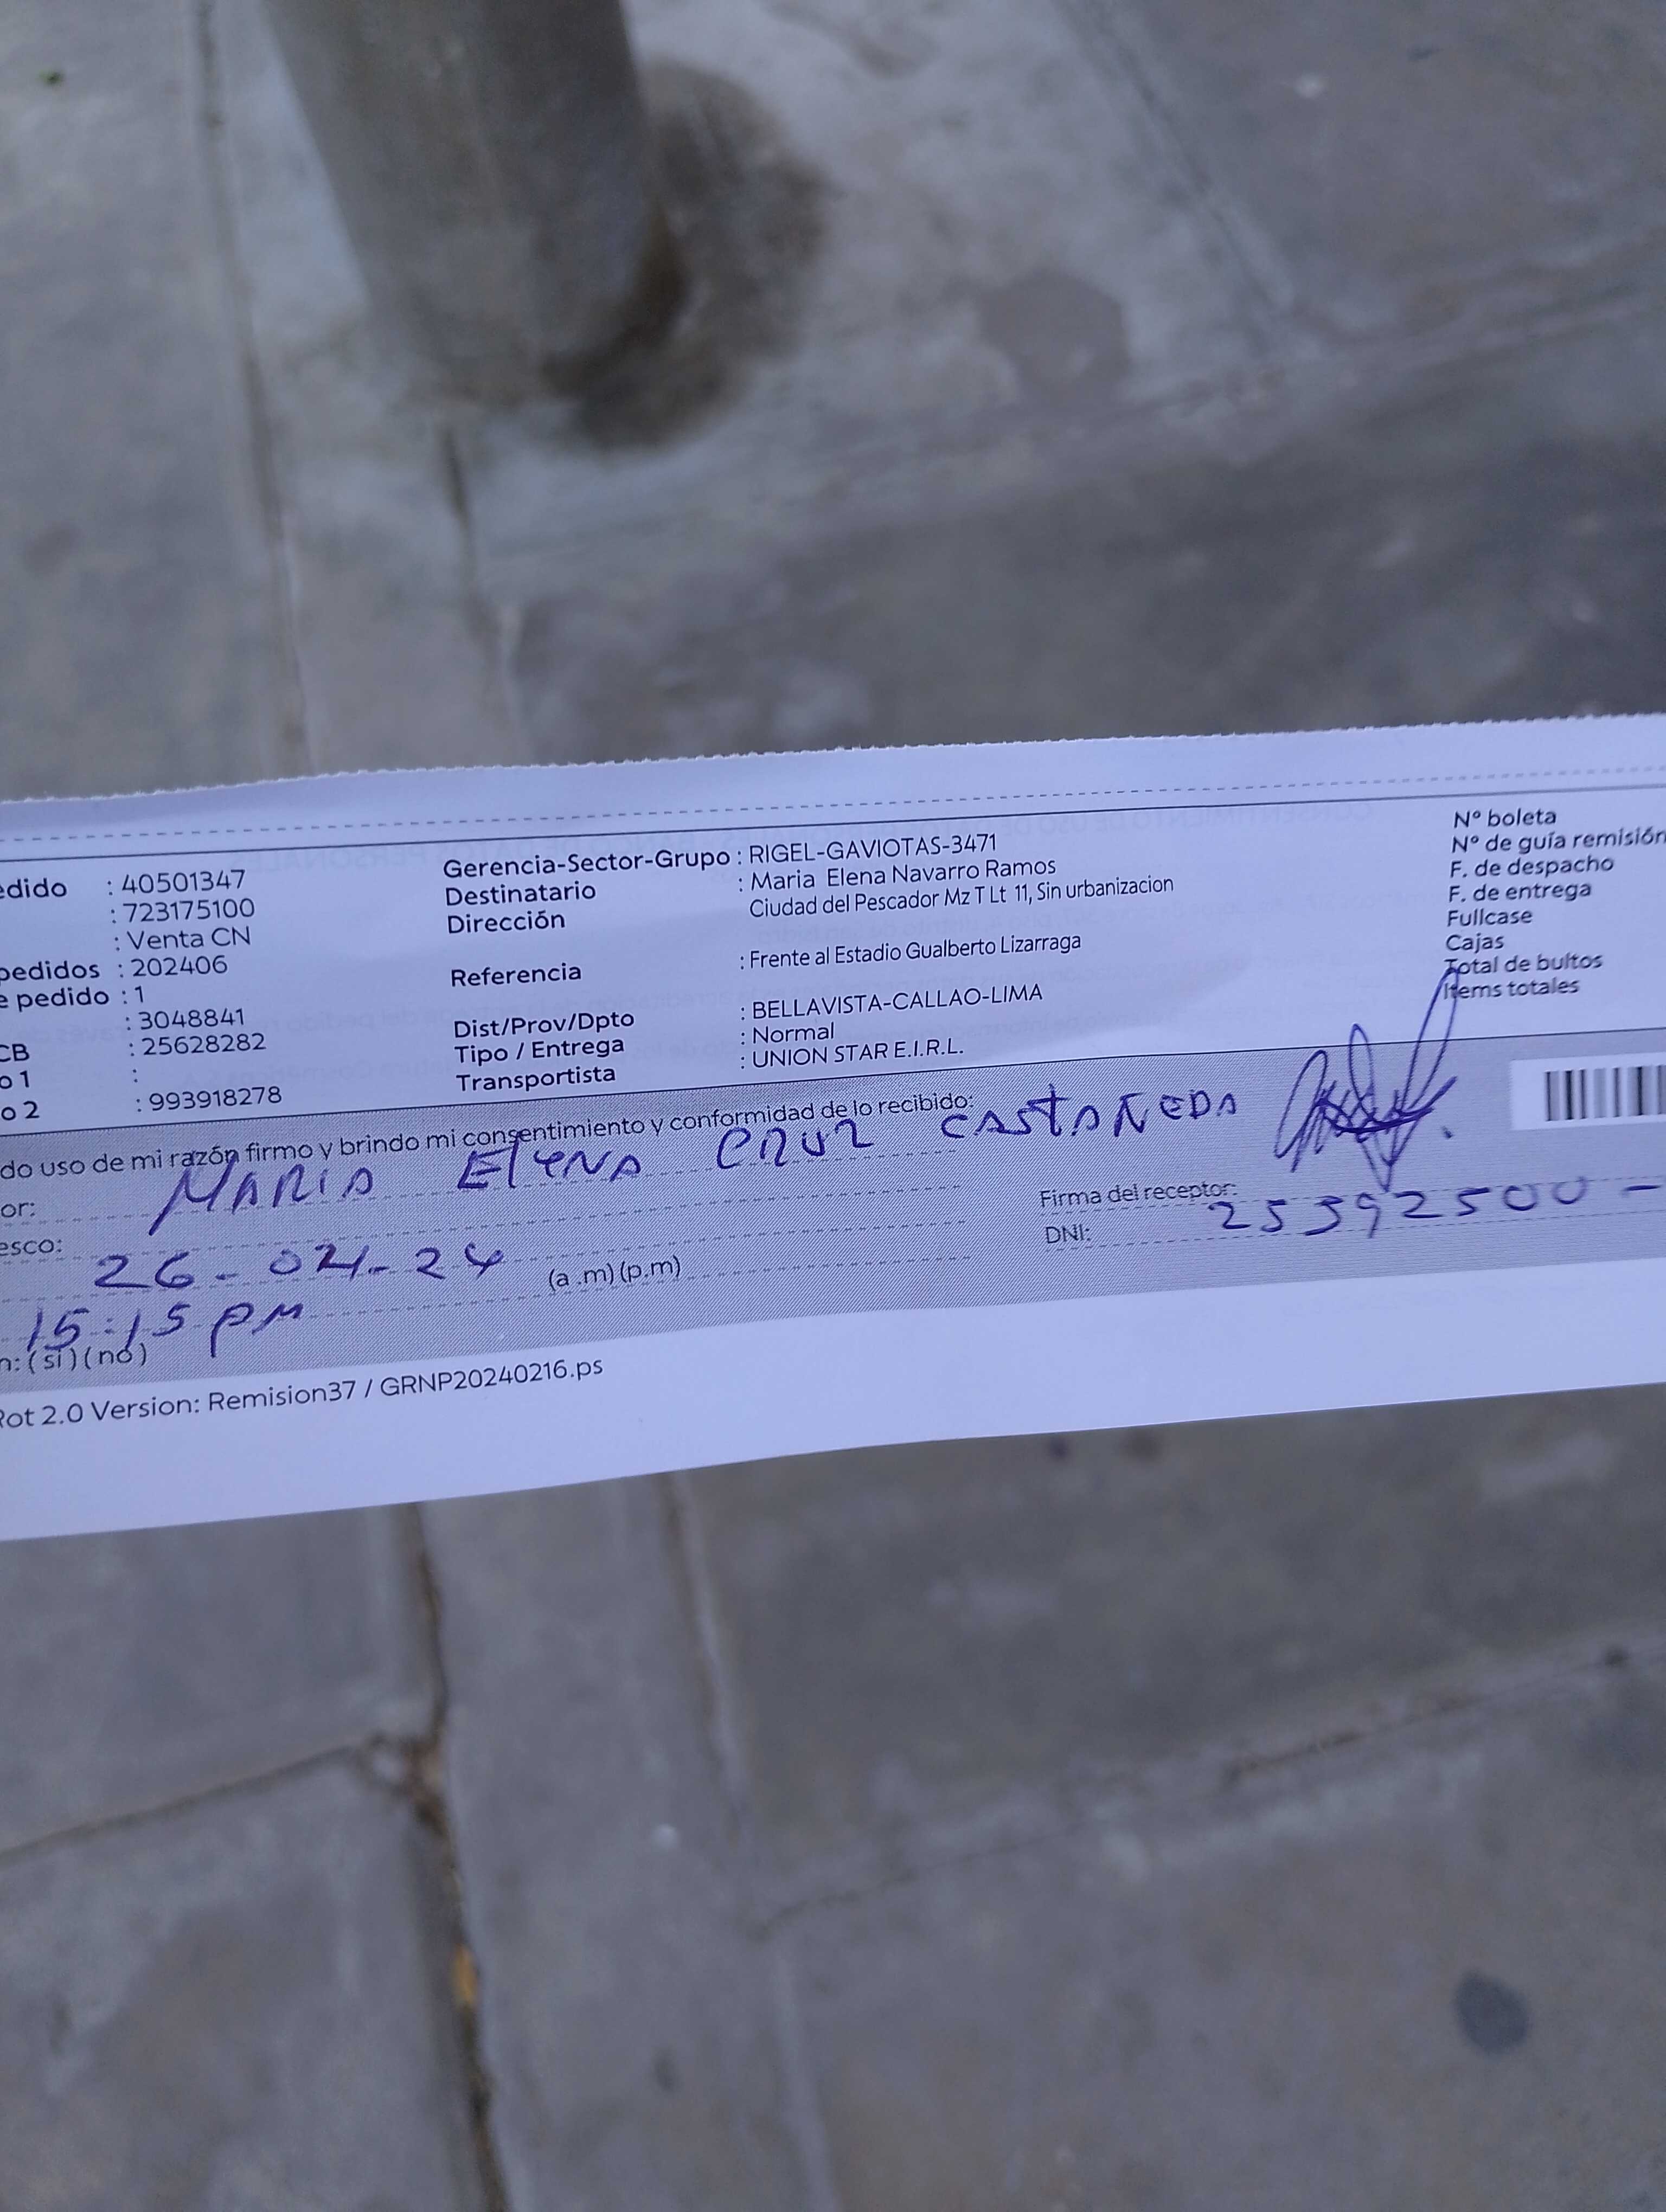 edido : 40501347
: 723175100
: Venta CN
pedidos : 202406
e pedido : 1
: 3048841
CB : 25628282
o 1 :
o 2 : 993918278
Gerencia-Sector-Grupo : RIGEL-GAVIOTAS-3471
Destinatario : Maria Elena Navarro Ramos
Dirección Ciudad del Pescador Mz T Lt 11, Sin urbanizacion
Referencia : Frente al Estadio Gualberto Lizarraga
Dist/Prov/Dpto : BELLAVISTA-CALLAO-LIMA
Tipo / Entrega : Normal
Transportista : UNION STAR E.I.R.L.
Nº boleta
Nº de guía remisión
F. de despacho
F. de entrega
Fullcase
Cajas
Total de bultos
Items totales
do uso de mi razón firmo y brindo mi consentimiento y conformidad de lo recibido:
or: MARIA ElENA CRUZ CASTAÑEDA
Firma del receptor:
esco:
DNI: 25592500 -
26-04-24 (a .m) (p.m)
15:15 pm
n: (si) (no)
Rot 2.0 Version: Remision37 / GRNP20240216.ps